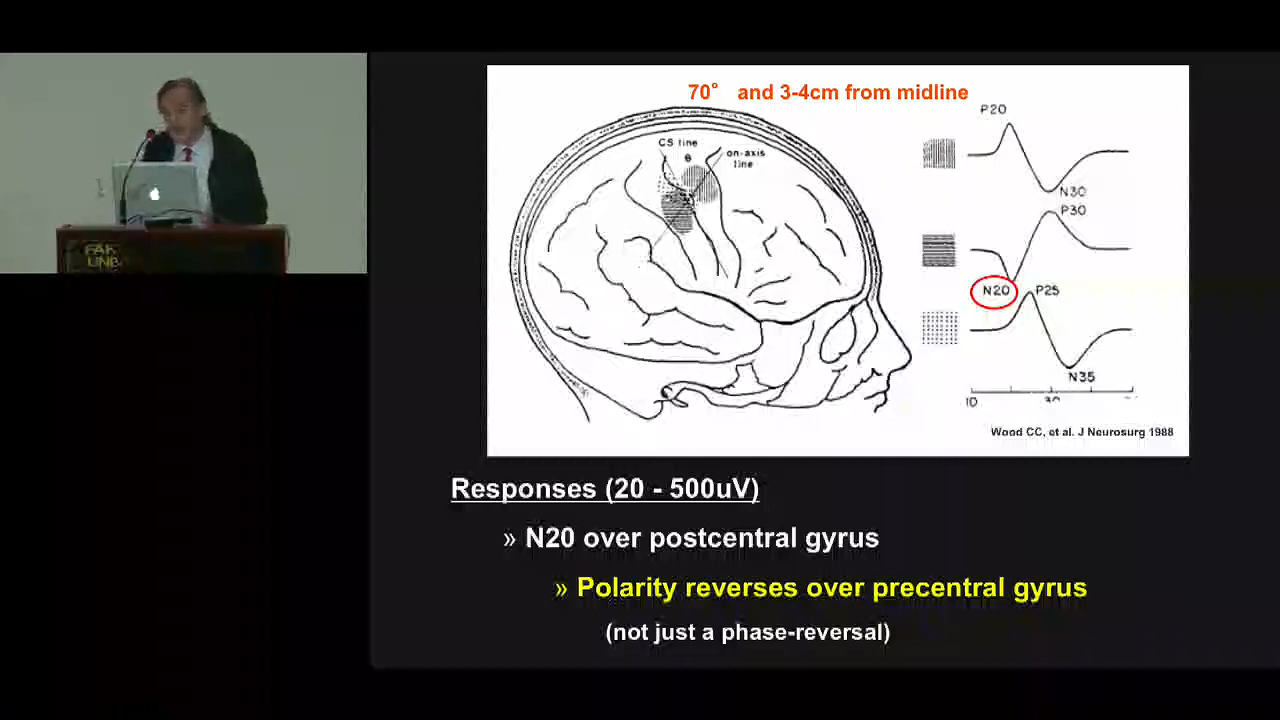 70° and 3-4cm from midline
CS line
θ
on-axis
line
P20
N30
P30
N20
P25
N35
10
Wood CC, et al. J Neurosurg 1988
Responses (20 - 500uV)
» N20 over postcentral gyrus
» Polarity reverses over precentral gyrus
(not just a phase-reversal)